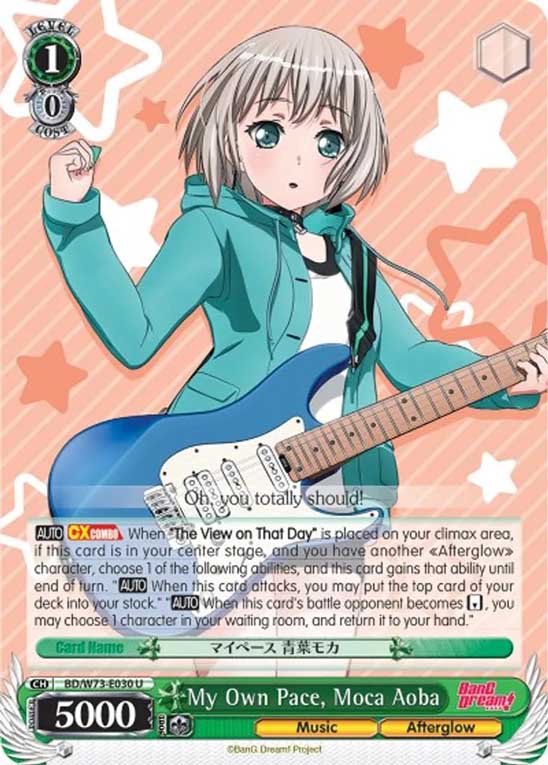 LEVEL
1
0
COST
Oh, you totally should!
AUTO CX COMBO When "The View on That Day" is placed on your climax area,
if this card is in your center stage, and you have another «Afterglow»
character, choose 1 of the following abilities, and this card gains that ability until
end of turn. "AUTO When this card attacks, you may put the top card of your
deck into your stock." "AUTO When this card's battle opponent becomes, you
may choose 1 character in your waiting room, and return it to your hand."
Card Name マイペース 青葉モカ
CH BD/W73-E030 U
My Own Pace, Moca Aoba
BanG Dream!
POWER 5000 SOUL
Music Afterglow
©BanG Dream! Project